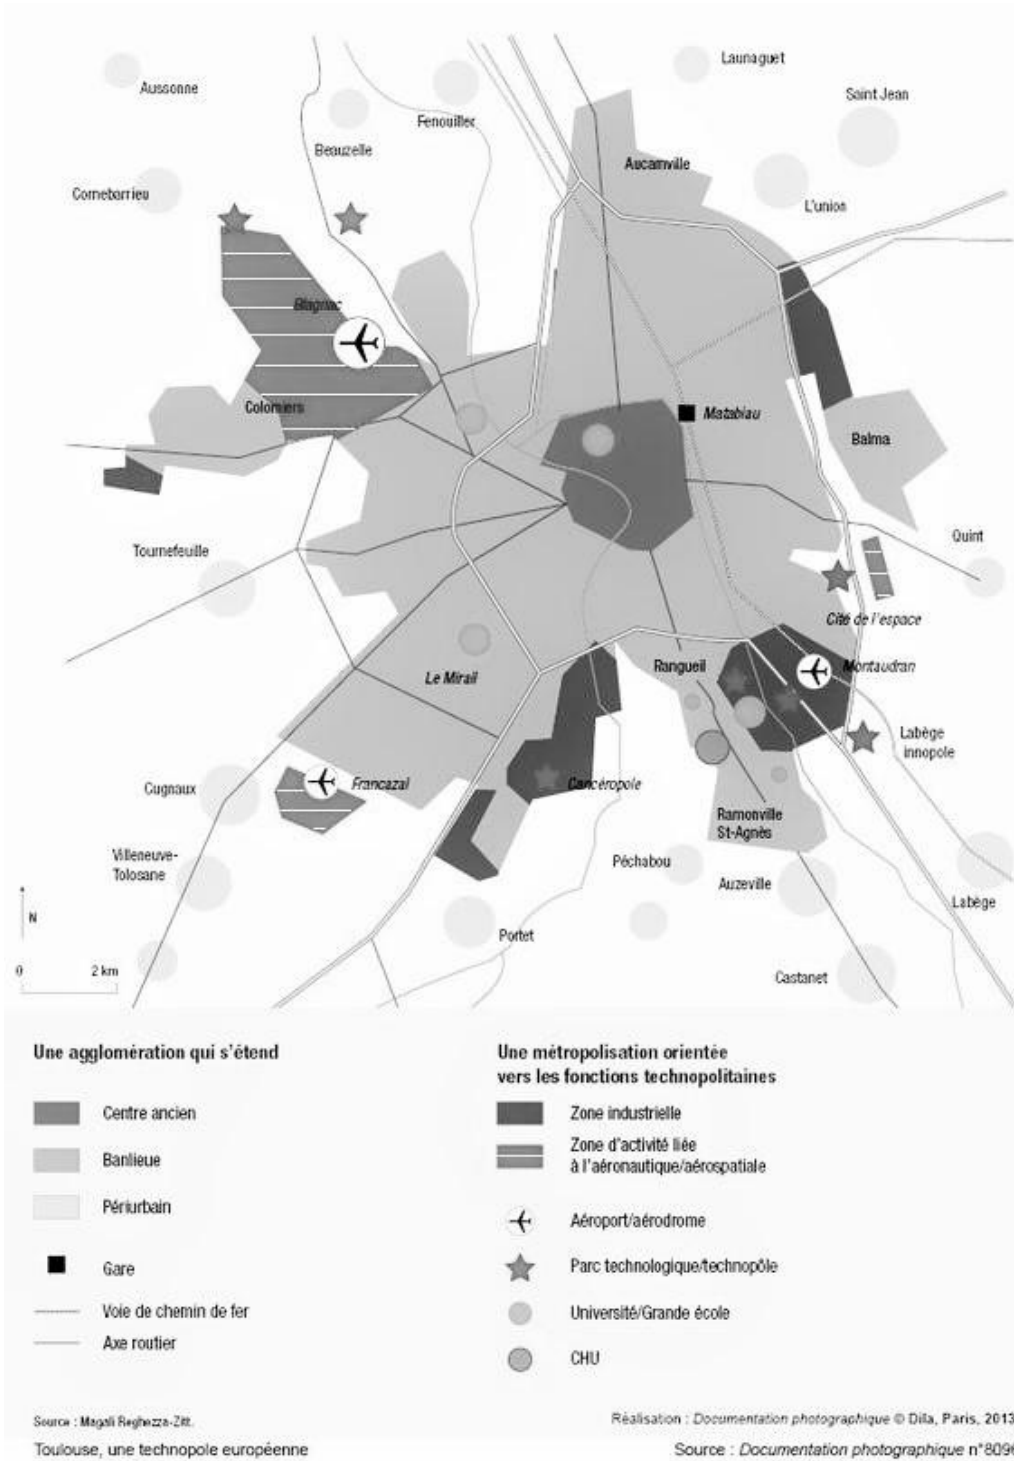 Launaguet
Aussonne
Saint Jean
Fenouillec
Beauzelle
Aucamville
Cornebarrieu
L'union
Blagnac
Colomiers
Matabiau
Balma
Quint
Tournefeuille
Cité de l'espace
Rangueil
Montaudran
Le Mirail
Labège
innopole
Cugnaux
Francazal
Cancéropole
Ramonville
St-Agnès
Villeneuve-
Tolosane
Péchabou
Auzeville
Labège
N
Portet
0 2 km
Castanet
Une agglomération qui s'étend
Centre ancien
Banlieue
Périurbain
Gare
Voie de chemin de fer
Axe routier
Une métropolisation orientée
vers les fonctions technopolitaines
Zone industrielle
Zone d'activité liée
à l'aéronautique/aérospatiale
Aéroport/aérodrome
Parc technologique/technopôle
Université/Grande école
CHU
Source : Magali Reghezza-Zitt.
Réalisation : Documentation photographique © Dila, Paris, 2013
Toulouse, une technopole européenne
Source : Documentation photographique n°8096